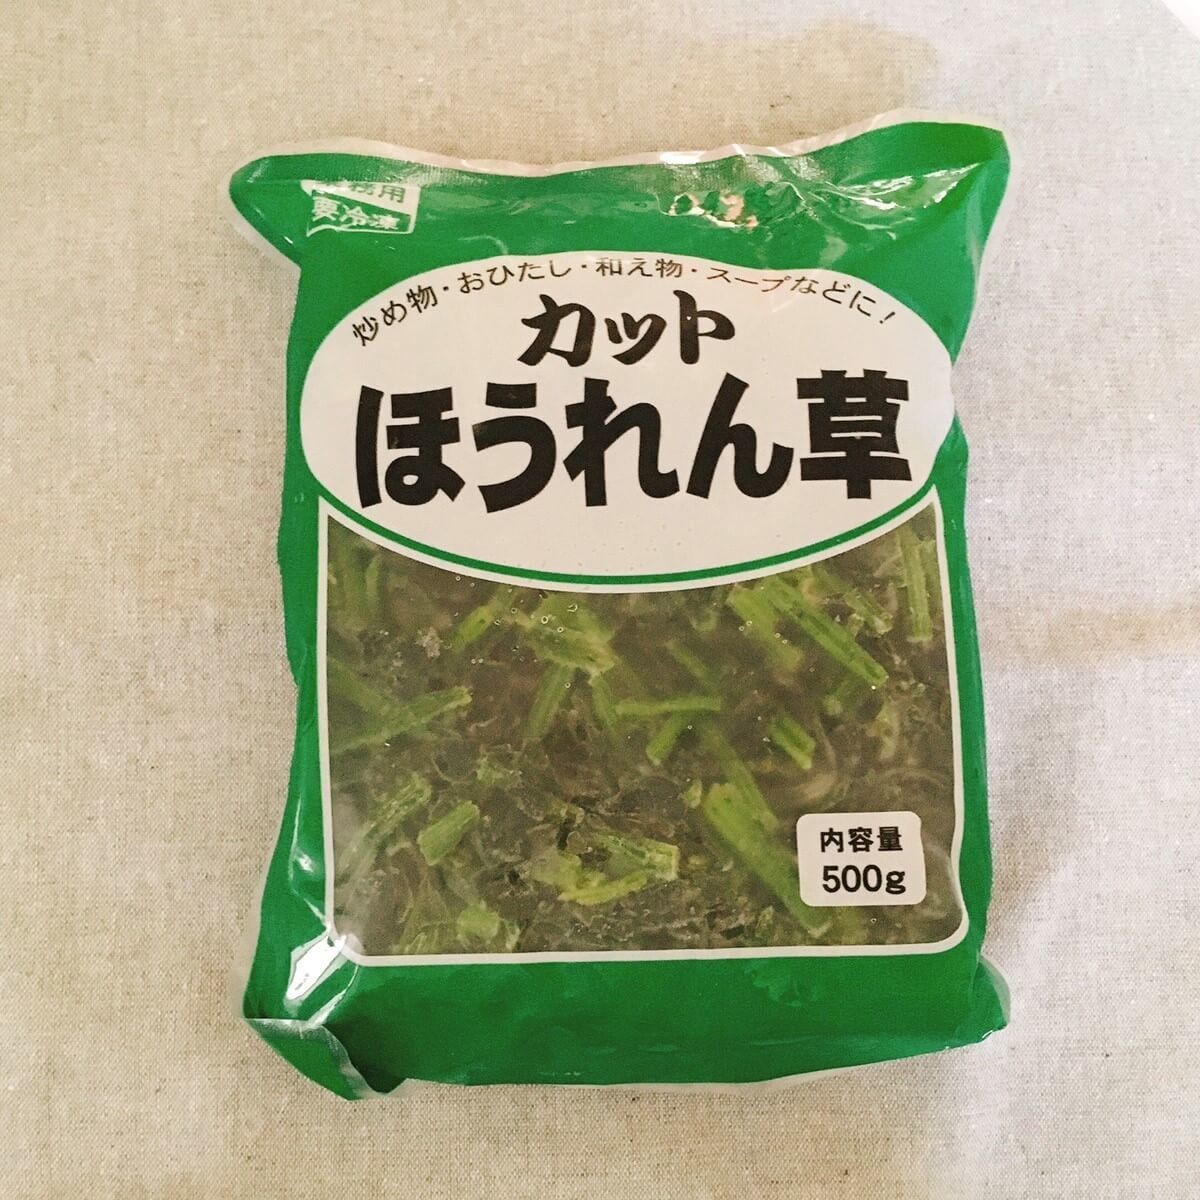 務用
要冷凍
炒め物・おひたし・和え物・スープなどに！
カット
ほうれん草
内容量
500g